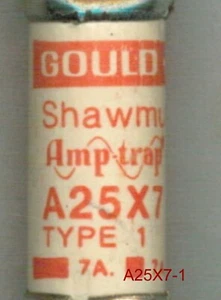 GOULD
Shawmu
Amp-trap
A25X7
TYPE 1
7A.
A25X7-1